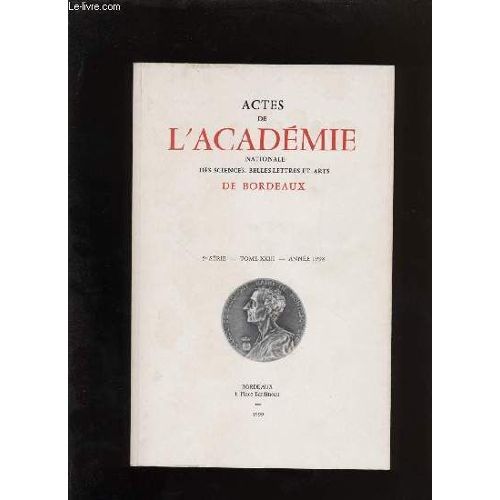 © Le-livre.com
ACTES
DE
L'ACADÉMIE
NATIONALE
DES SCIENCES, BELLES-LETTRES ET ARTS
DE BORDEAUX
5e SÉRIE — TOME XXIII — ANNÉE 1998
BORDEAUX
1, Place Bardineau
—
1999